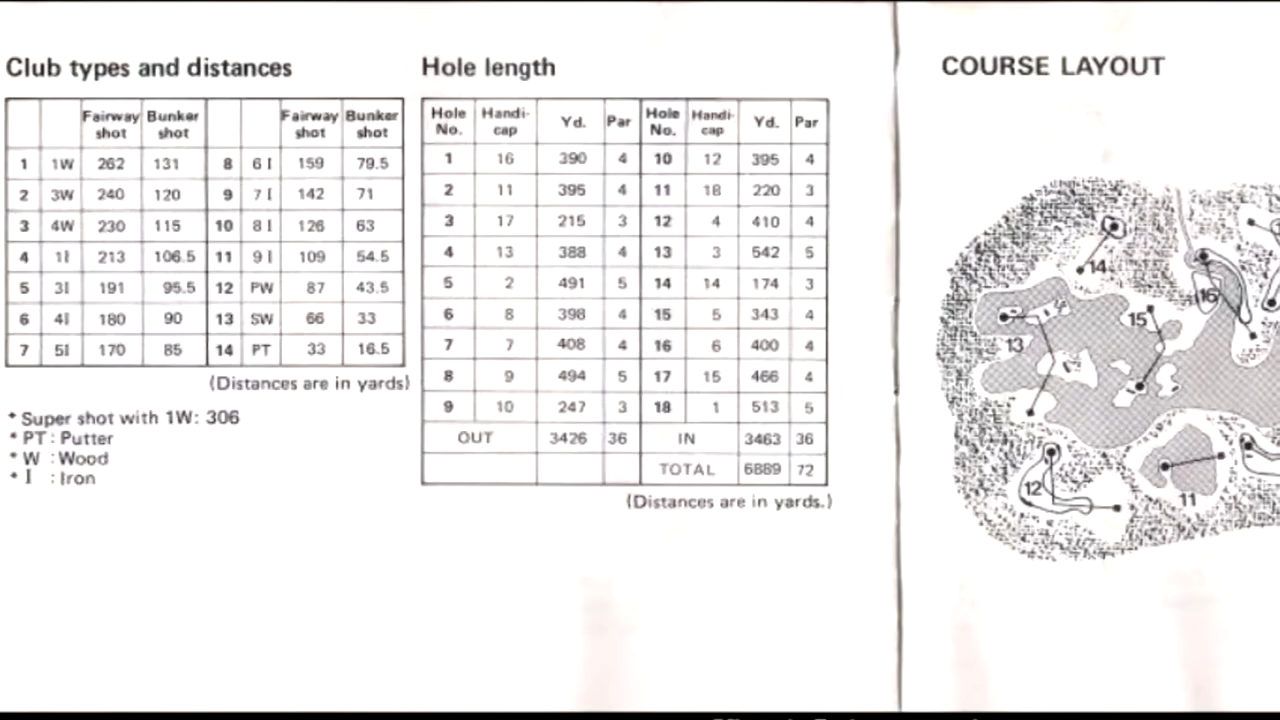 Club types and distances
Fairway shot Bunker shot Fairway shot Bunker shot
1 1W 262 131 8 6I 159 79.5
2 3W 240 120 9 7I 142 71
3 4W 230 115 10 8I 126 63
4 1I 213 106.5 11 9I 109 54.5
5 3I 191 95.5 12 PW 87 43.5
6 4I 180 90 13 SW 66 33
7 5I 170 85 14 PT 33 16.5
(Distances are in yards)
* Super shot with 1W: 306
* PT : Putter
* W : Wood
* I : Iron
Hole length
Hole No. Handi-cap Yd. Par Hole No. Handi-cap Yd. Par
1 16 390 4 10 12 395 4
2 11 395 4 11 18 220 3
3 17 215 3 12 4 410 4
4 13 388 4 13 3 542 5
5 2 491 5 14 14 174 3
6 8 398 4 15 5 343 4
7 7 408 4 16 6 400 4
8 9 494 5 17 15 466 4
9 10 247 3 18 1 513 5
OUT 3426 36 IN 3463 36
TOTAL 6889 72
(Distances are in yards.)
COURSE LAYOUT
14
16
15
13
12
11